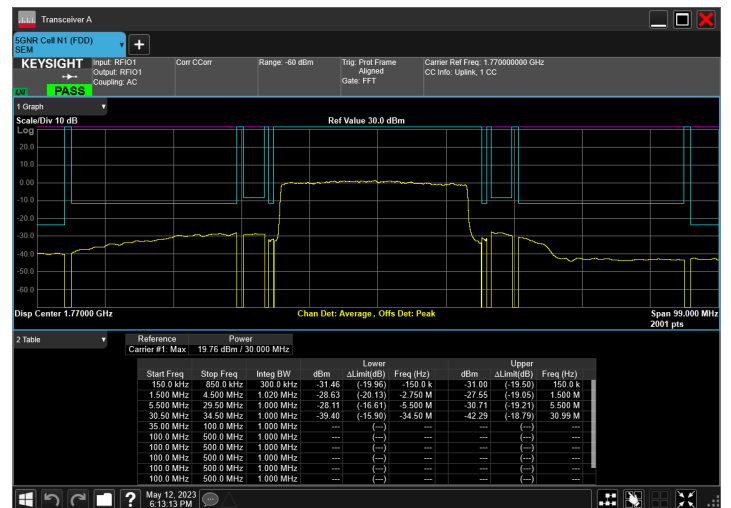 Transceiver A
5GNR Cell N1 (FDD)
SEM
+
KEYSIGHT
LXI
PASS
Input: RFIO1
Output: RFIO1
Coupling: AC
Corr CCorr
Range: -60 dBm
Trig: Prot Frame
Aligned
Gate: FFT
Carrier Ref Freq: 1.770000000 GHz
CC Info: Uplink, 1 CC
1 Graph
Scale/Div 10 dB
Ref Value 30.0 dBm
Log
20.0
10.0
0.00
-10.0
-20.0
-30.0
-40.0
-50.0
-60.0
Disp Center 1.77000 GHz
Chan Det: Average, Offs Det: Peak
Span 99.000 MHz
2001 pts
2 Table
Reference Power
Carrier #1: Max 19.76 dBm / 30.000 MHz
Lower Upper
Start Freq Stop Freq Integ BW dBm ΔLimit(dB) Freq (Hz) dBm ΔLimit(dB) Freq (Hz)
150.0 kHz 850.0 kHz 300.0 kHz -31.46 (-19.96) -150.0 k -31.00 (-19.50) 150.0 k
1.500 MHz 4.500 MHz 1.020 MHz -28.63 (-20.13) -2.750 M -27.55 (-19.05) 1.500 M
5.500 MHz 29.50 MHz 1.000 MHz -28.11 (-16.61) -5.500 M -30.71 (-19.21) 5.500 M
30.50 MHz 34.50 MHz 1.000 MHz -39.40 (-15.90) -34.50 M -42.29 (-18.79) 30.99 M
35.00 MHz 100.0 MHz 1.000 MHz --- (---) --- --- (---) ---
100.0 MHz 500.0 MHz 1.000 MHz --- (---) --- --- (---) ---
100.0 MHz 500.0 MHz 1.000 MHz --- (---) --- --- (---) ---
100.0 MHz 500.0 MHz 1.000 MHz --- (---) --- --- (---) ---
100.0 MHz 500.0 MHz 1.000 MHz --- (---) --- --- (---) ---
100.0 MHz 500.0 MHz 1.000 MHz --- (---) --- --- (---) ---
?
May 12, 2023
6:13:13 PM